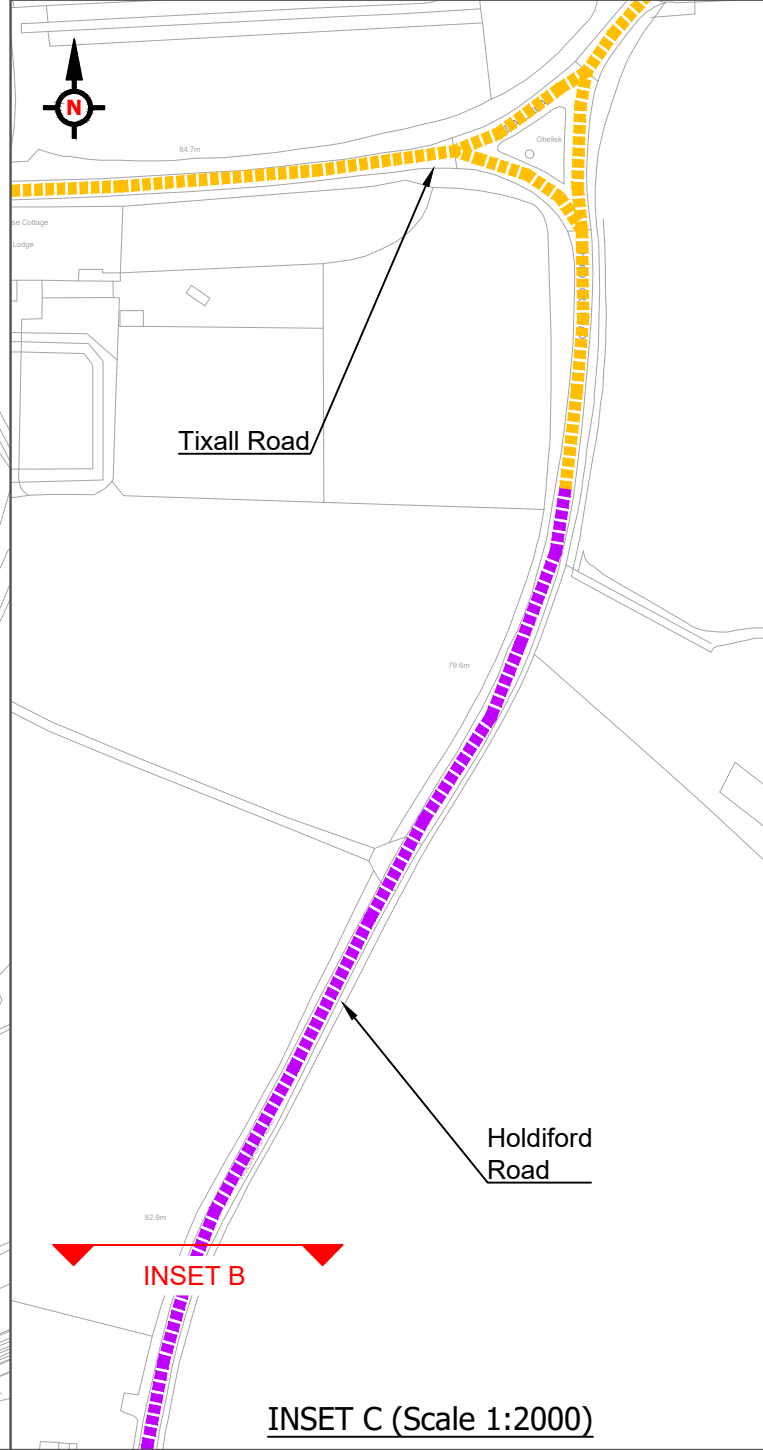 N
84.7m
Obelisk
se Cottage
Lodge
Tixall Road
79.6m
Holdiford
Road
82.9m
INSET B
INSET C (Scale 1:2000)